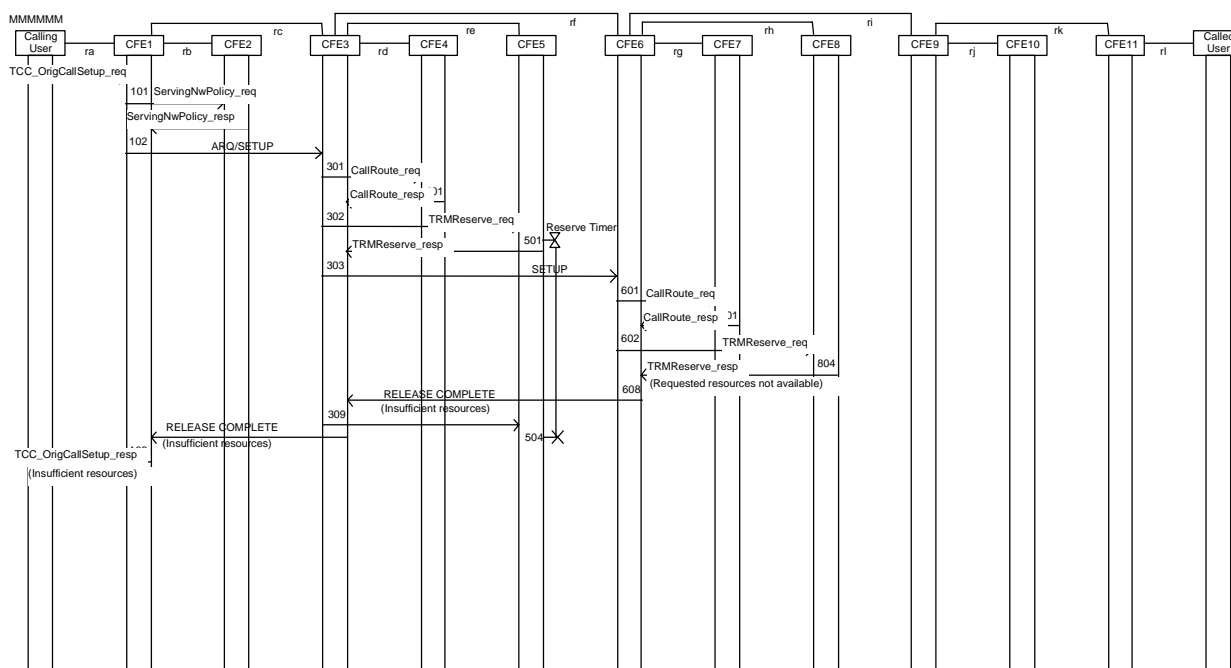 MMMMMM
rf
ri
rc
re
rh
rk
Calling User
ra
CFE1
rb
CFE2
CFE3
rd
CFE4
CFE5
CFE6
rg
CFE7
CFE8
CFE9
rj
CFE10
CFE11
rl
Called User
TCC_OrigCallSetup_req
101 ServingNwPolicy_req
ServingNwPolicy_resp
102 ARQ/SETUP
301 CallRoute_req
CallRoute_resp
302 TRMReserve_req
Reserve Timer
TRMReserve_resp 501
303 SETUP
601 CallRoute_req
CallRoute_resp
602 TRMReserve_req
TRMReserve_resp 804
(Requested resources not available)
RELEASE COMPLETE 608
(Insufficient resources)
309
RELEASE COMPLETE
(Insufficient resources)
504
TCC_OrigCallSetup_resp
(Insufficient resources)